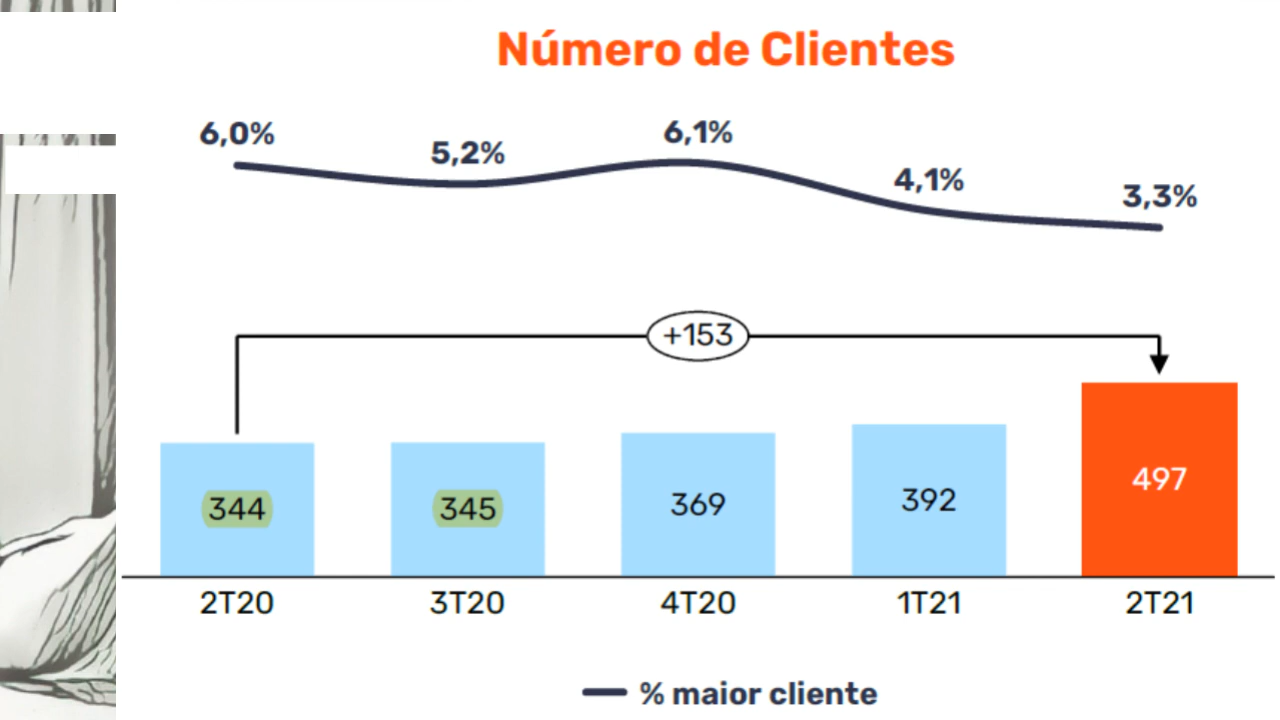 Número de Clientes
6,0% 5,2% 6,1% 4,1% 3,3%
+153
344 345 369 392 497
2T20 3T20 4T20 1T21 2T21
% maior cliente